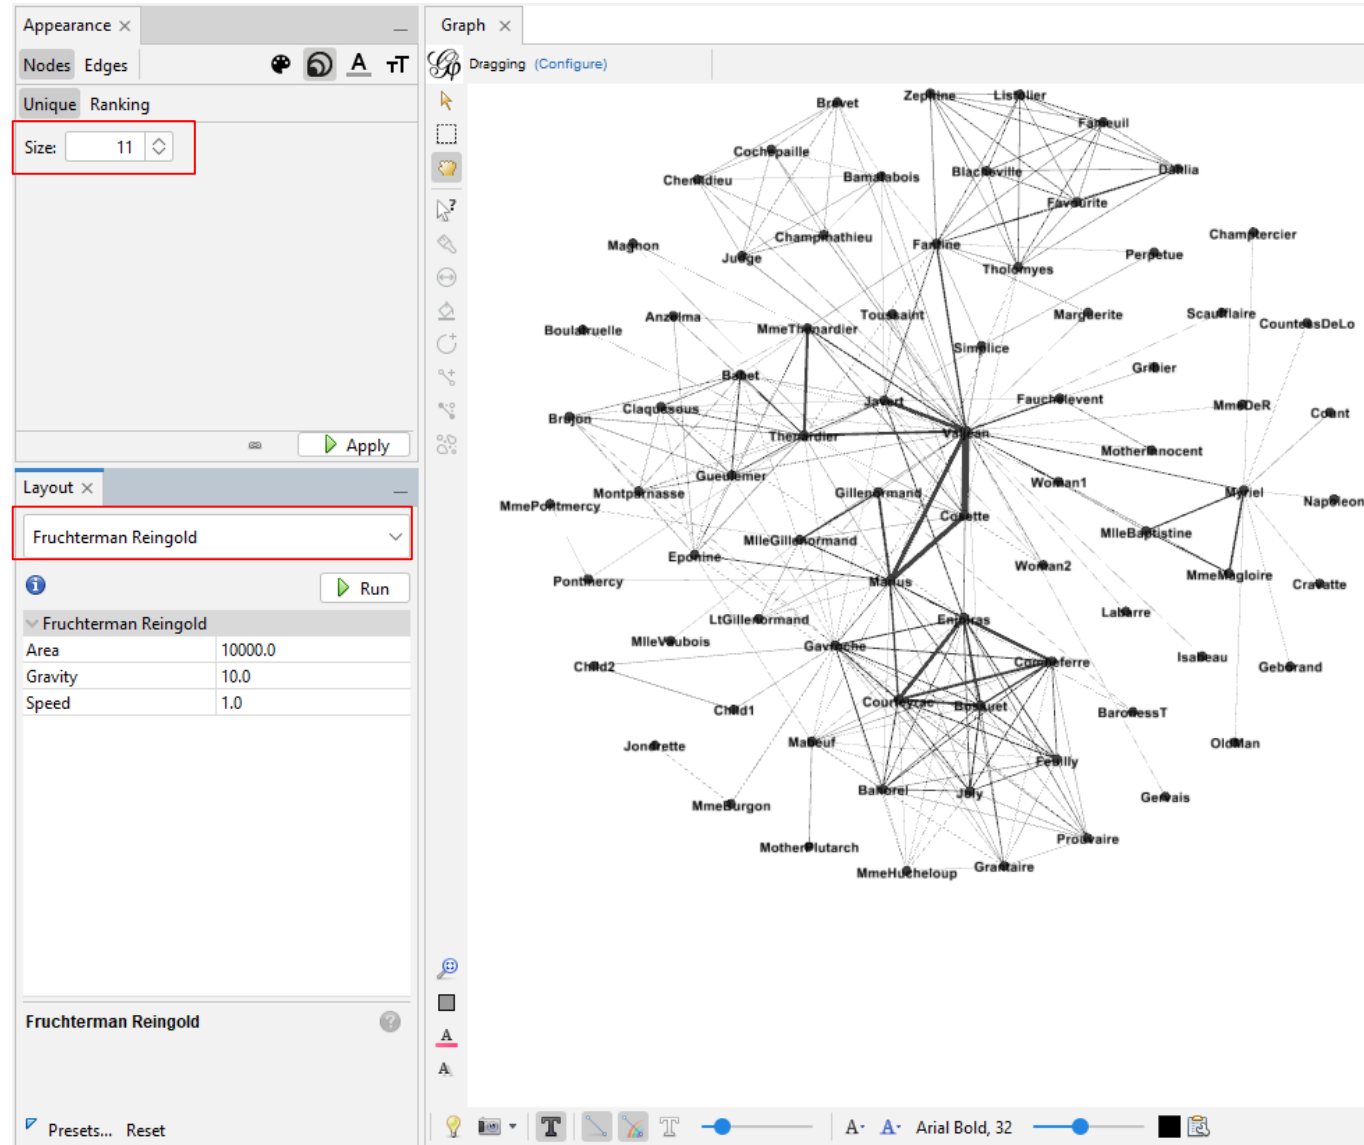 Appearance
Nodes Edges A TT
Unique Ranking
Size: 11
Apply
Layout
Fruchterman Reingold
Run
Fruchterman Reingold
Area 10000.0
Gravity 10.0
Speed 1.0
Fruchterman Reingold
Presets... Reset
Graph
Dragging (Configure)
Brevet
Zephine
Listolier
Fameuil
Cochepaille
Chenildieu
Bamatabois
Blacheville
Dahlia
Favourite
Champmathieu
Fantine
Champtercier
Magnon
Judge
Tholomyes
Perpetue
Boulatruelle
Anzelma
MmeThenardier
Toussaint
Marguerite
Scaufflaire
CountessDeLo
Simplice
Babet
Gribier
Brujon
Claquesous
Javert
Fauchelevent
MmeDeR
Count
Thenardier
Valjean
MotherInnocent
Gueulemer
Woman1
MmePontmercy
Montparnasse
Gillenormand
Myriel
Napoleon
Cosette
MlleGillenormand
MlleBaptistine
Eponine
Woman2
Pontmercy
Marius
MmeMagloire
Cravatte
LtGillenormand
Enjolras
Labarre
MlleVaubois
Gavroche
Child2
Combeferre
Isabeau
Geborand
Child1
Courfeyrac
Bossuet
BaronessT
Jondrette
Mabeuf
OldMan
Feuilly
MmeBurgon
Bahorel
Joly
Gervais
MotherPlutarch
Prouvaire
MmeHucheloup
Grantaire
A
A
T T A- A- Arial Bold, 32